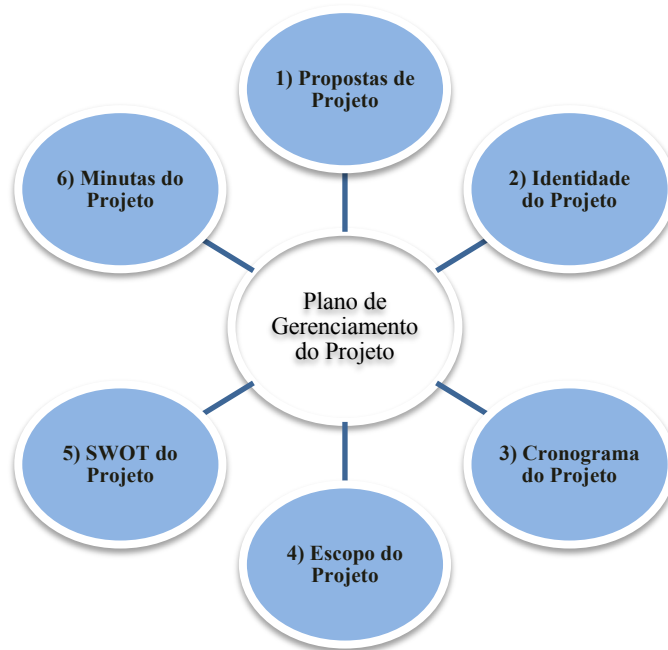 1) Propostas de
Projeto
2) Identidade
do Projeto
3) Cronograma
do Projeto
4) Escopo do
Projeto
5) SWOT do
Projeto
6) Minutas do
Projeto
Plano de
Gerenciamento
do Projeto